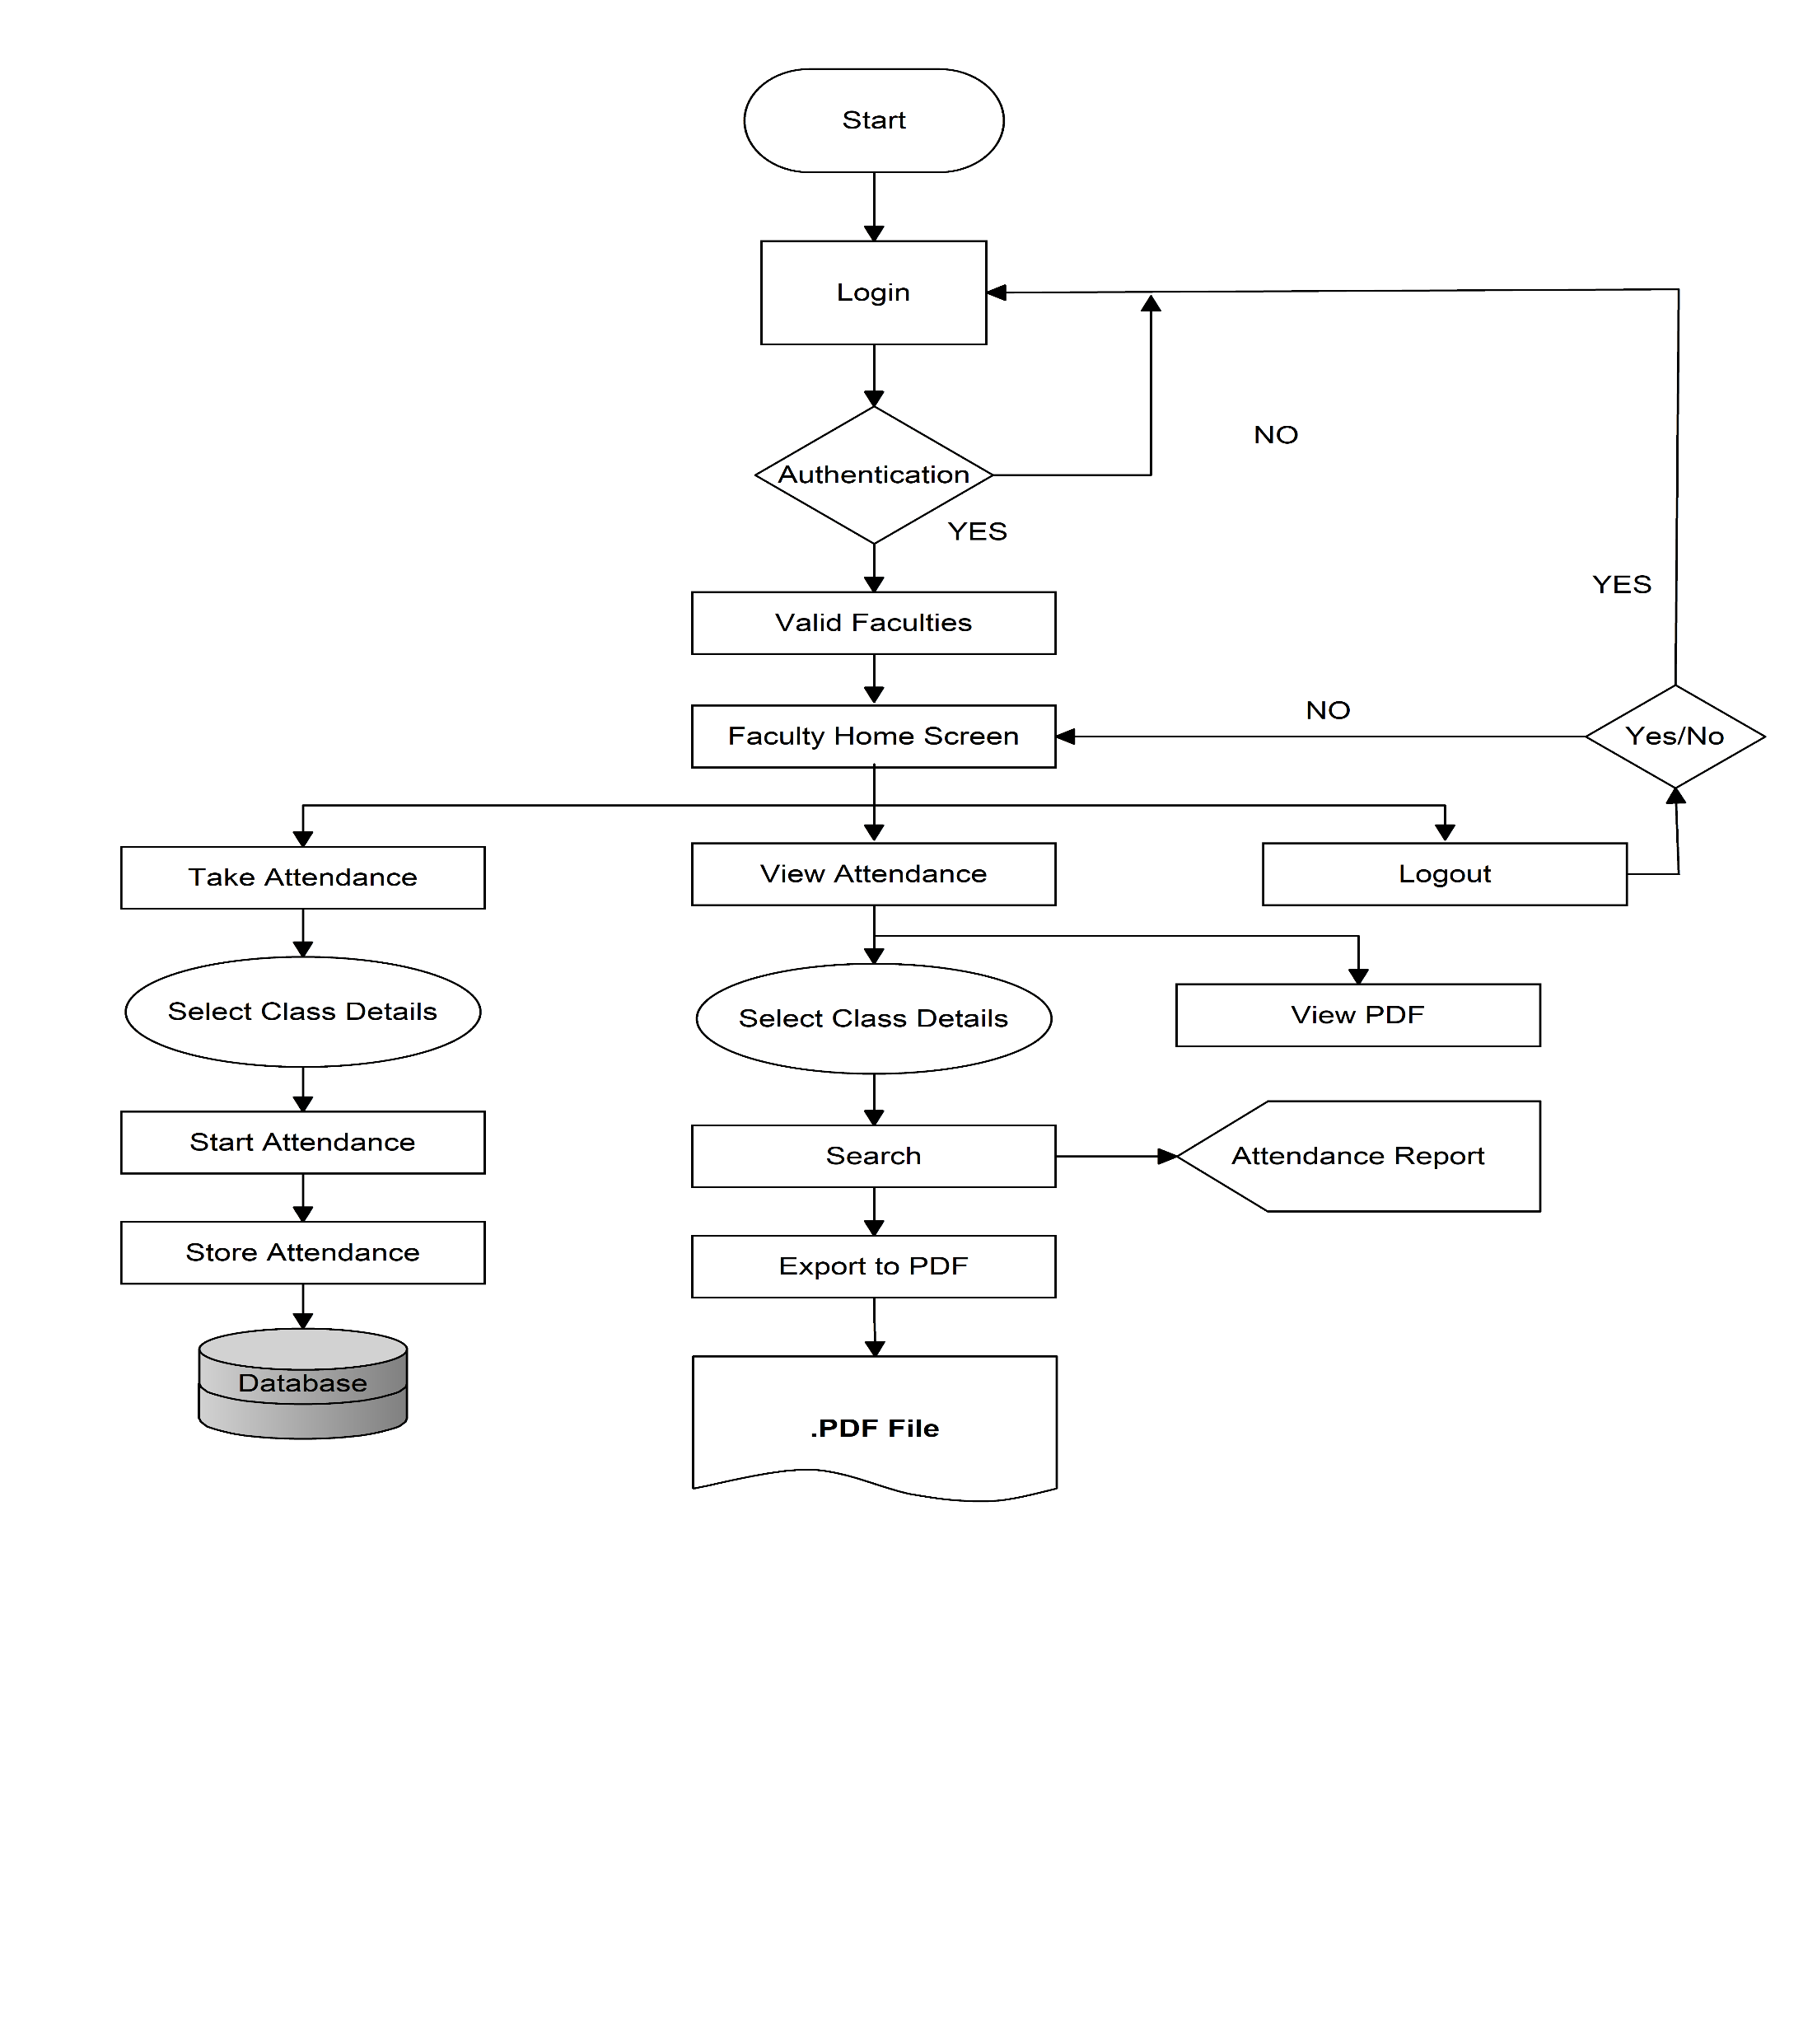 Start
Login
NO
Authentication
YES
YES
Valid Faculties
NO
Faculty Home Screen
Yes/No
Take Attendance
View Attendance
Logout
Select Class Details
Select Class Details
View PDF
Start Attendance
Search
Attendance Report
Store Attendance
Export to PDF
Database
.PDF File